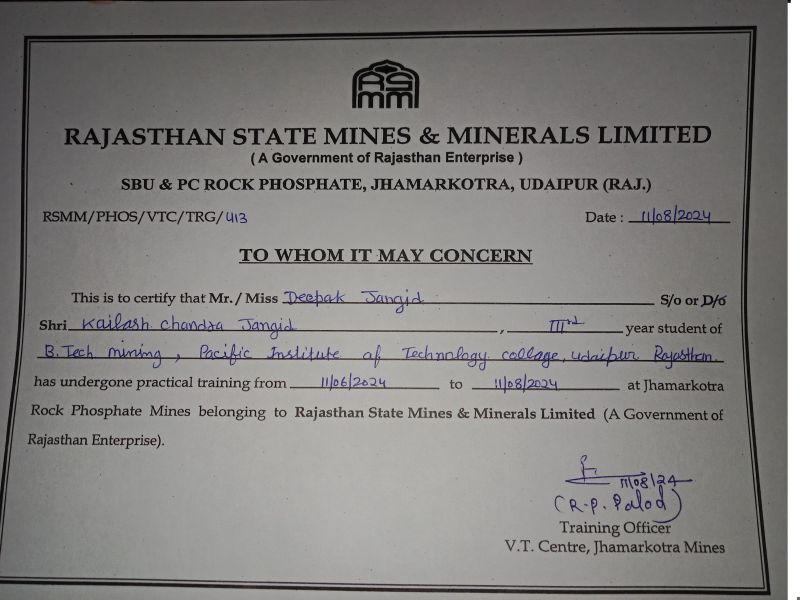 RSMM
RAJASTHAN STATE MINES & MINERALS LIMITED
( A Government of Rajasthan Enterprise )
SBU & PC ROCK PHOSPHATE, JHAMARKOTRA, UDAIPUR (RAJ.)
RSMM/PHOS/VTC/TRG/ 413 Date : 11/08/2024
TO WHOM IT MAY CONCERN
This is to certify that Mr. / Miss Deepak Jangid S/o or D/o
Shri Kailash chandra Jangid , IIIrd year student of
B.Tech mining, Pacific Institute of Technology collage, udaipur Rajasthan.
has undergone practical training from 11/06/2024 to 11/08/2024 at Jhamarkotra
Rock Phosphate Mines belonging to Rajasthan State Mines & Minerals Limited (A Government of
Rajasthan Enterprise).
11/08/24
(R.P. Palod)
Training Officer
V.T. Centre, Jhamarkotra Mines